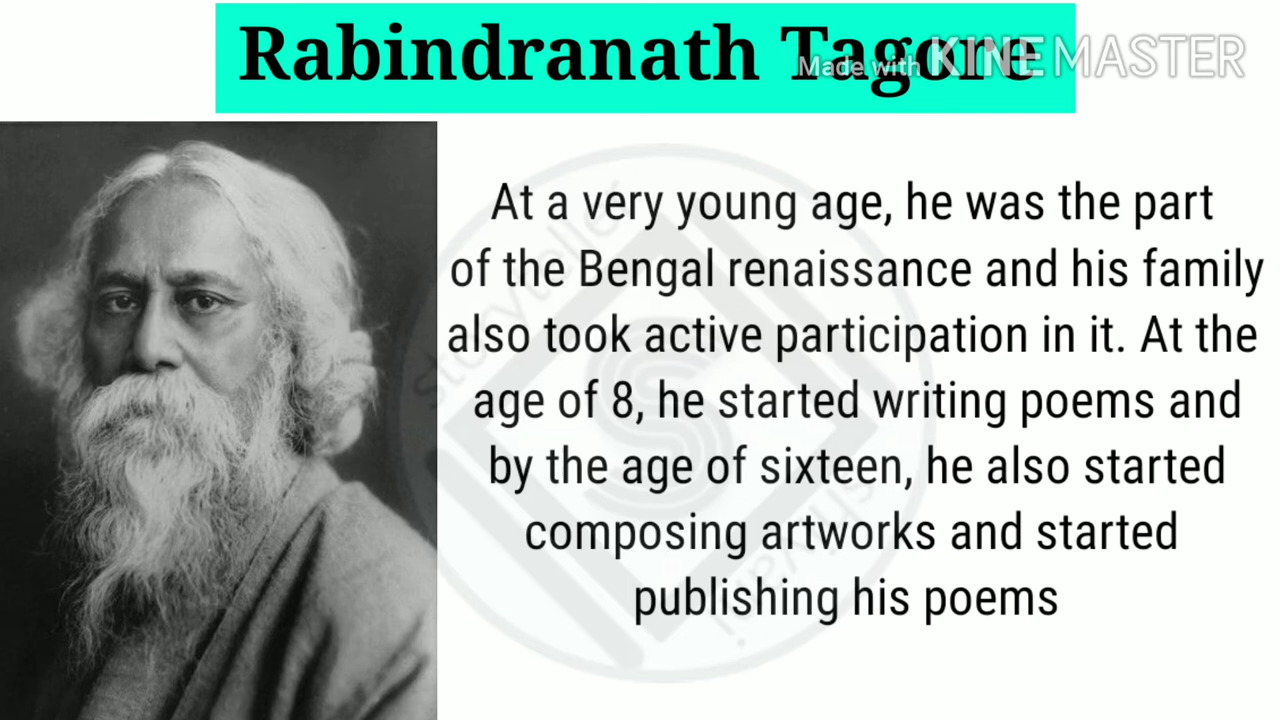 Rabindranath Tagore
Made with KINEMASTER
At a very young age, he was the part
of the Bengal renaissance and his family
also took active participation in it. At the
age of 8, he started writing poems and
by the age of sixteen, he also started
composing artworks and started
publishing his poems
storyteller
shivani